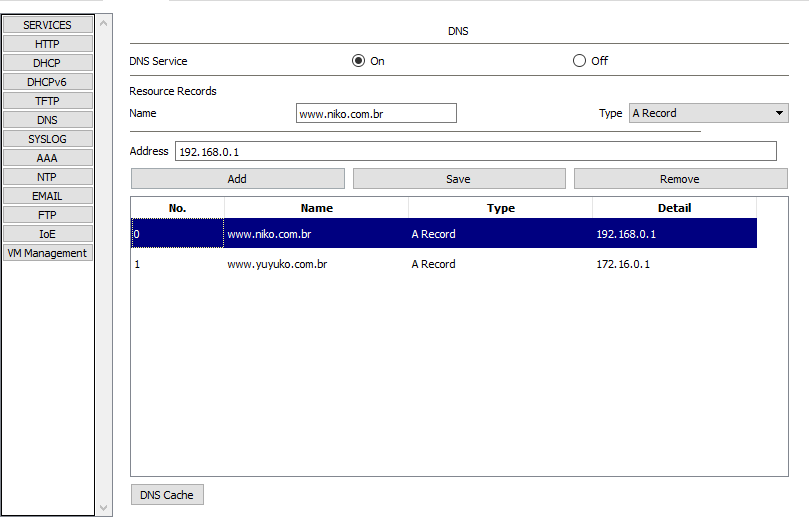 SERVICES
HTTP
DHCP
DHCPv6
TFTP
DNS
SYSLOG
AAA
NTP
EMAIL
FTP
IoE
VM Management
DNS
DNS Service On Off
Resource Records
Name www.niko.com.br Type A Record
Address 192.168.0.1
Add Save Remove
No. Name Type Detail
0 www.niko.com.br A Record 192.168.0.1
1 www.yuyuko.com.br A Record 172.16.0.1
DNS Cache